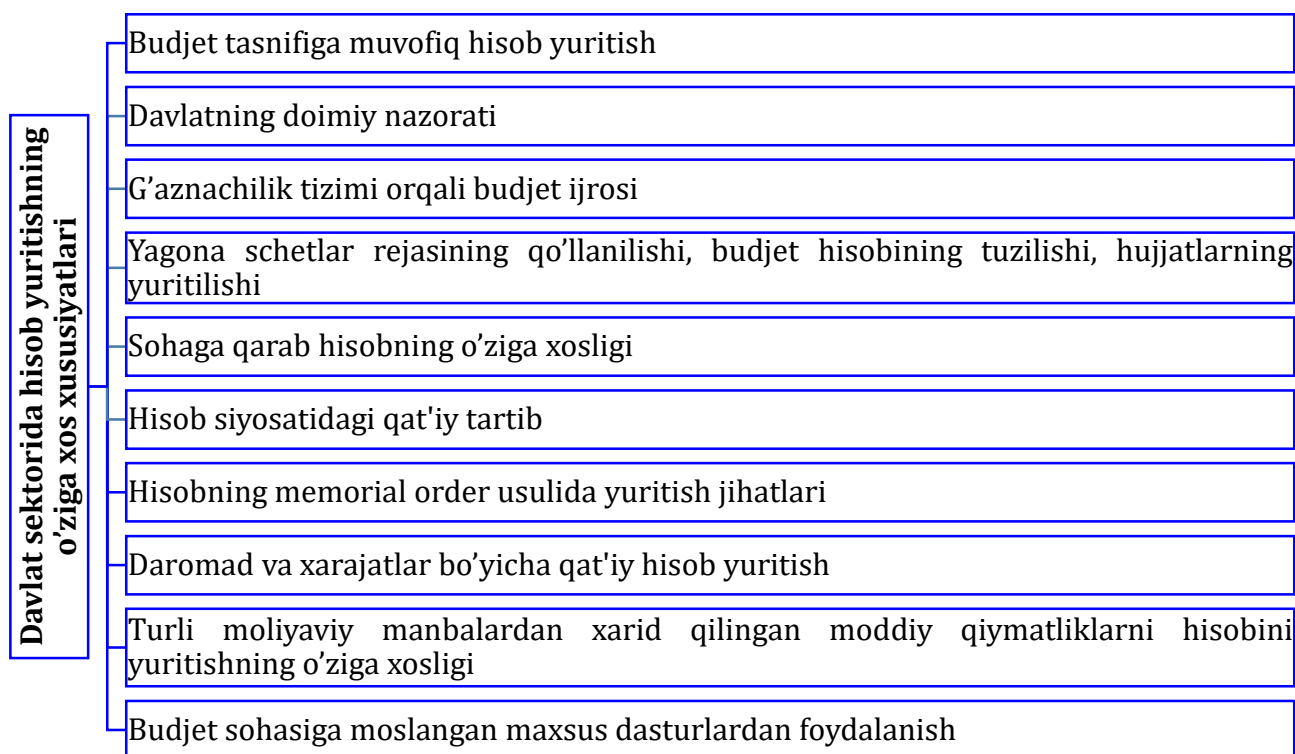 Davlat sektorida hisob yuritishning
o’ziga xos xususiyatlari
Budjet tasnifiga muvofiq hisob yuritish
Davlatning doimiy nazorati
G’aznachilik tizimi orqali budjet ijrosi
Yagona schetlar rejasining qo’llanilishi, budjet hisobining tuzilishi, hujjatlarning
yuritilishi
Sohaga qarab hisobning o’ziga xosligi
Hisob siyosatidagi qat'iy tartib
Hisobning memorial order usulida yuritish jihatlari
Daromad va xarajatlar bo’yicha qat'iy hisob yuritish
Turli moliyaviy manbalardan xarid qilingan moddiy qiymatliklarni hisobini
yuritishning o’ziga xosligi
Budjet sohasiga moslangan maxsus dasturlardan foydalanish